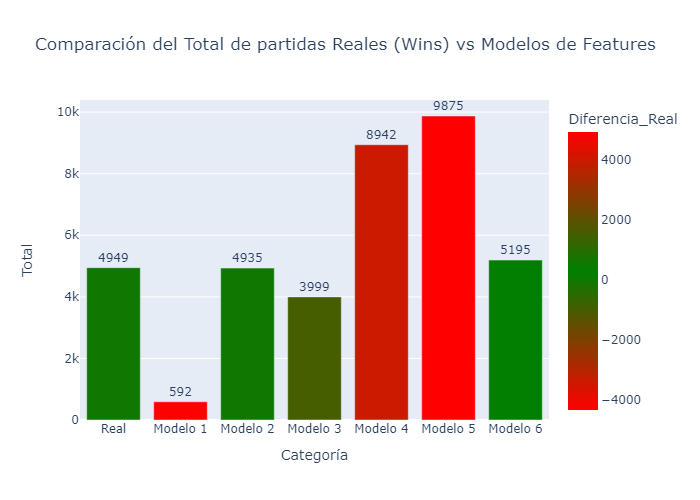 Comparación del Total de partidas Reales (Wins) vs Modelos de Features
Diferencia_Real
Total
10k
8k
6k
4k
2k
0
4949
592
4935
3999
8942
9875
5195
Real
Modelo 1
Modelo 2
Modelo 3
Modelo 4
Modelo 5
Modelo 6
Categoría
4000
2000
0
−2000
−4000